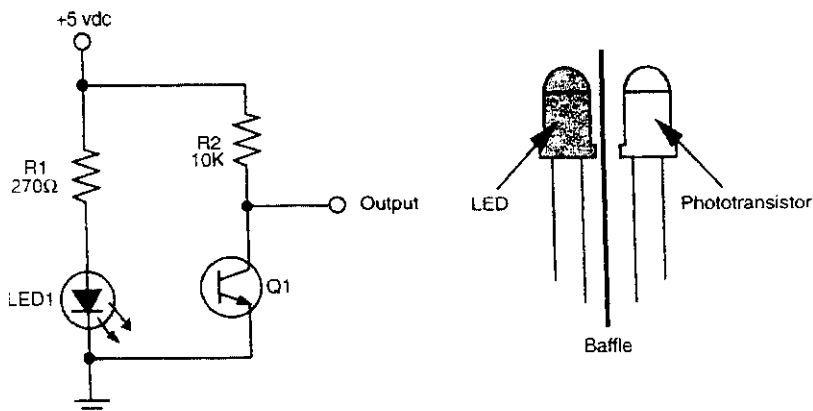 +5 vdc
R1
270Ω
R2
10K
Output
LED1
Q1
LED
Phototransistor
Baffle